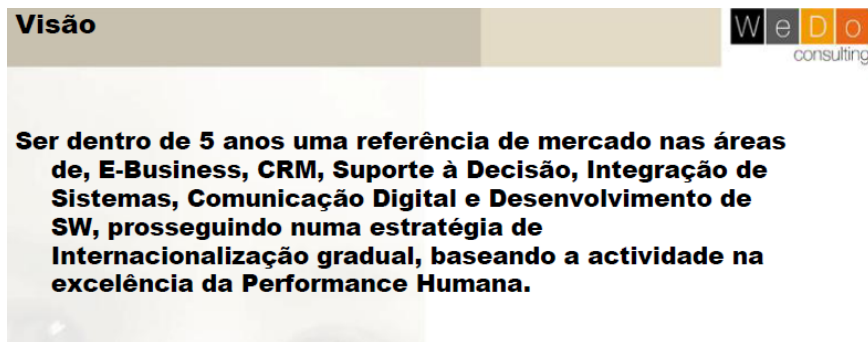 Visão
WeDo
consulting
Ser dentro de 5 anos uma referência de mercado nas áreas
de, E-Business, CRM, Suporte à Decisão, Integração de
Sistemas, Comunicação Digital e Desenvolvimento de
SW, prosseguindo numa estratégia de
Internacionalização gradual, baseando a actividade na
excelência da Performance Humana.